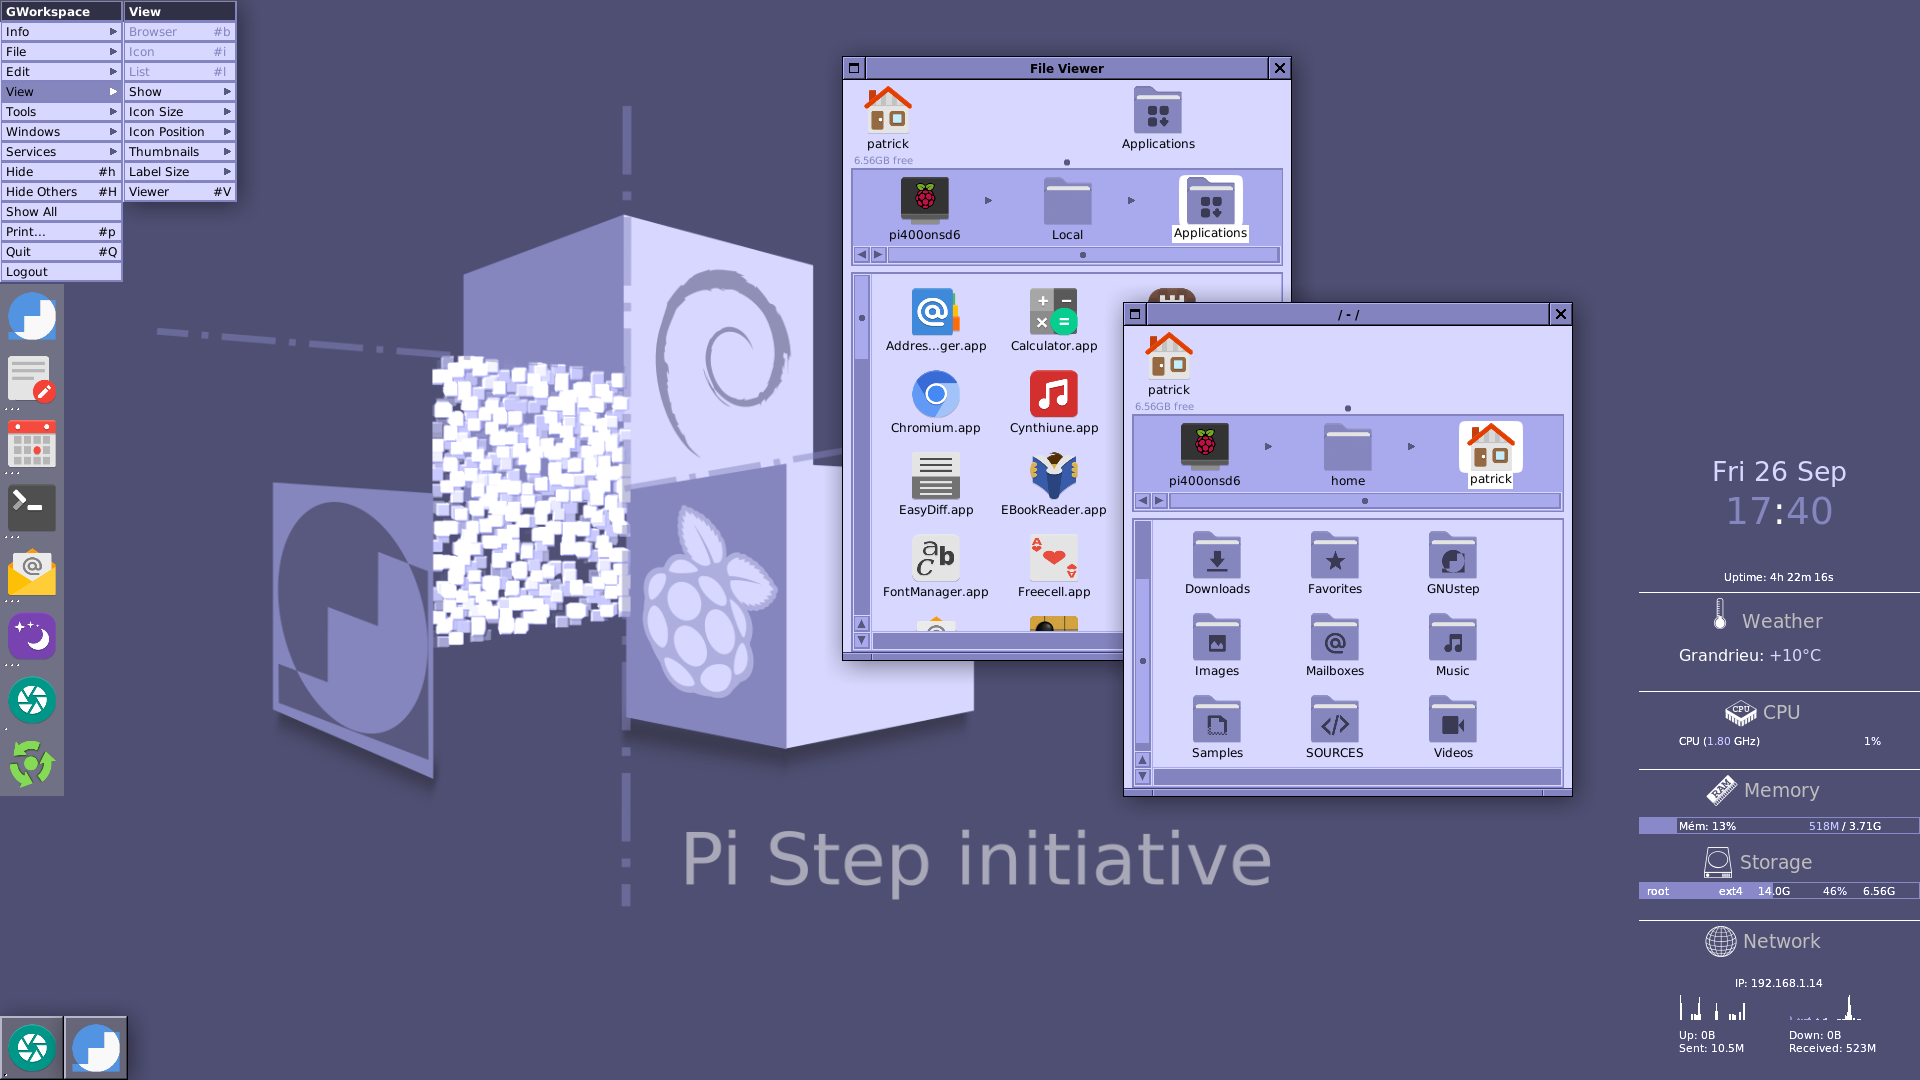 GWorkspace
Info
File
Edit
View
Tools
Windows
Services
Hide #h
Hide Others #H
Show All
Print... #p
Quit #Q
Logout
View
Browser #b
Icon #i
List #l
Show
Icon Size
Icon Position
Thumbnails
Label Size
Viewer #V
File Viewer
patrick
Applications
6.56GB free
pi400onsd6
Local
Applications
Addres...ger.app
Calculator.app
Chromium.app
Cynthiune.app
EasyDiff.app
EBookReader.app
FontManager.app
Freecell.app
/ - /
patrick
6.56GB free
pi400onsd6
home
patrick
Downloads
Favorites
GNUstep
Images
Mailboxes
Music
Samples
SOURCES
Videos
Pi Step initiative
Fri 26 Sep
17:40
Uptime: 4h 22m 16s
Weather
Grandrieu: +10°C
CPU
CPU
CPU (1.80 GHz) 1%
RAM
Memory
Mém: 13% 518M / 3.71G
Storage
root ext4 14.0G 46% 6.56G
Network
IP: 192.168.1.14
Up: 0B Down: 0B
Sent: 10.5M Received: 523M